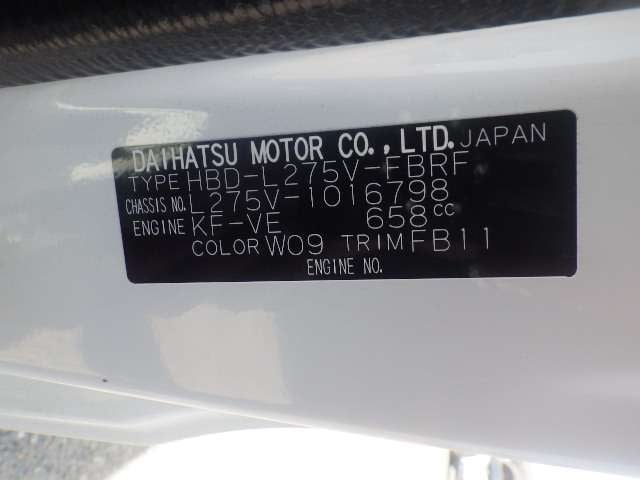 DAIHATSU MOTOR CO.,LTD. JAPAN
TYPE HBD-L275V-FBRF
CHASSIS NO. L275V-1016798
ENGINE KF-VE 658cc
COLOR W09 TRIM FB11
ENGINE NO.